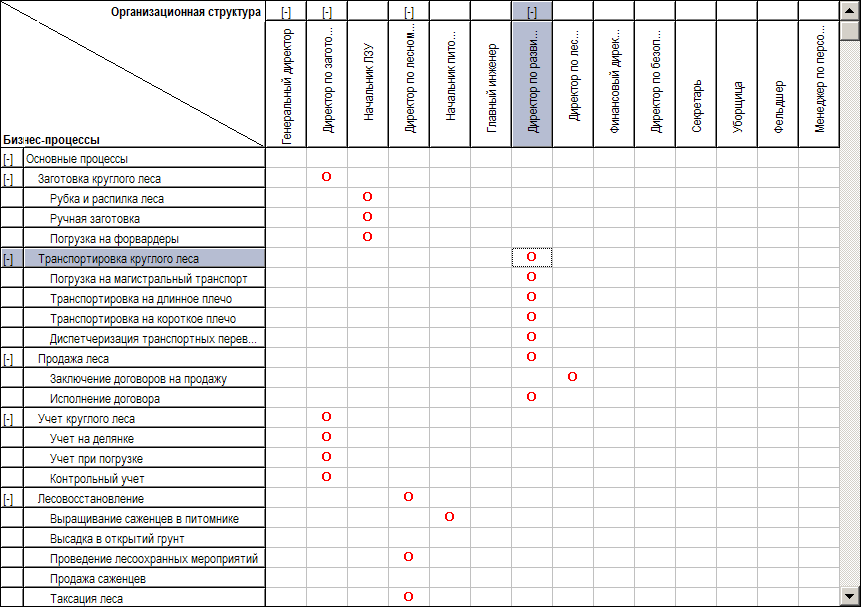 Организационная структура
[-]
[-]
[-]
[-]
Бизнес-процессы
Генеральный директор
Директор по загото...
Начальник ЛЗУ
Директор по лесном...
Начальник пито...
Главный инженер
Директор по разви...
Директор по лес...
Финансовый дирек...
Директор по безоп...
Секретарь
Уборщица
Фельдшер
Менеджер по персо...
[-] Основные процессы
[-] Заготовка круглого леса О
Рубка и распилка леса О
Ручная заготовка О
Погрузка на форвардеры О
[-] Транспортировка круглого леса О
Погрузка на магистральный транспорт О
Транспортировка на длинное плечо О
Транспортировка на короткое плечо О
Диспетчеризация транспортных перев... О
[-] Продажа леса О
Заключение договоров на продажу О
Исполнение договора О
[-] Учет круглого леса О
Учет на делянке О
Учет при погрузке О
Контрольный учет О
[-] Лесовосстановление О
Выращивание саженцев в питомнике О
Высадка в открытий грунт
Проведение лесоохранных мероприятий О
Продажа саженцев
Таксация леса О